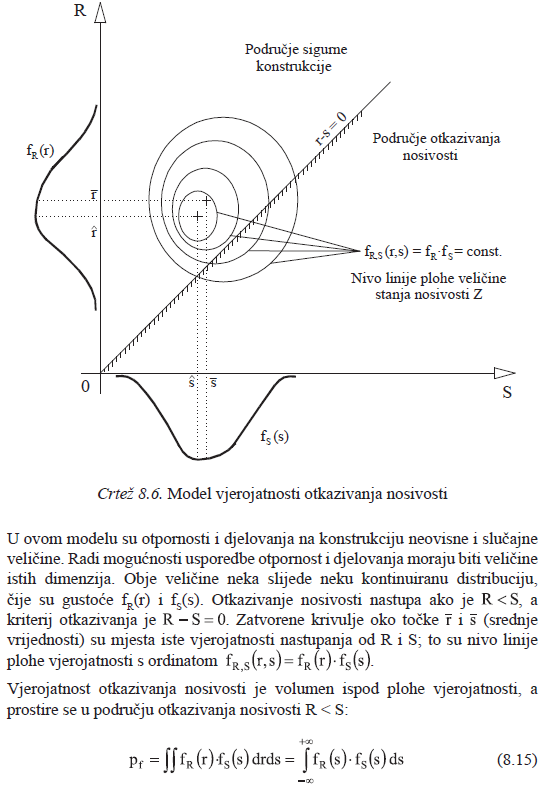 R
Područje sigurne
konstrukcije
r-s = 0
Područje otkazivanja
nosivosti
f_R(r)
r̅
r̂
f_{R,S}(r,s) = f_R·f_S = const.
Nivo linije plohe veličine
stanja nosivosti Z
0
ŝ
s̅
S
f_S(s)
Crtež 8.6. Model vjerojatnosti otkazivanja nosivosti
U ovom modelu su otpornosti i djelovanja na konstrukciju neovisne i slučajne
veličine. Radi mogućnosti usporedbe otpornost i djelovanja moraju biti veličine
istih dimenzija. Obje veličine neka slijede neku kontinuiranu distribuciju,
čije su gustoće f_R(r) i f_S(s). Otkazivanje nosivosti nastupa ako je R < S, a
kriterij otkazivanja je R − S = 0. Zatvorene krivulje oko točke r̅ i s̅ (srednje
vrijednosti) su mjesta iste vjerojatnosti nastupanja od R i S; to su nivo linije
plohe vjerojatnosti s ordinatom f_{R,S}(r,s) = f_R(r)·f_S(s).
Vjerojatnost otkazivanja nosivosti je volumen ispod plohe vjerojatnosti, a
prostire se u području otkazivanja nosivosti R < S:
p_f = ∬ f_R(r)·f_S(s) drds = ∫_{−∞}^{+∞} f_R(s)·f_S(s) ds (8.15)